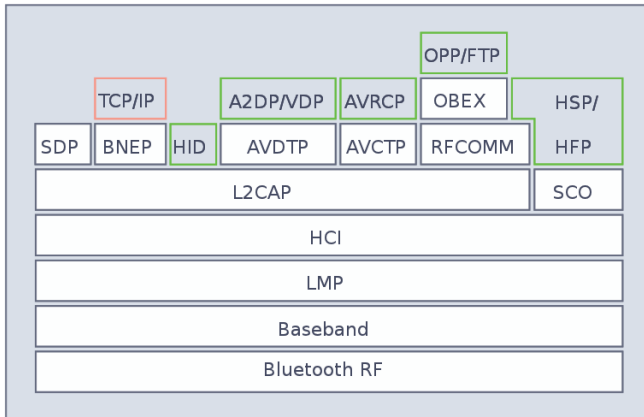 OPP/FTP
TCP/IP A2DP/VDP AVRCP OBEX HSP/
SDP BNEP HID AVDTP AVCTP RFCOMM HFP
L2CAP SCO
HCI
LMP
Baseband
Bluetooth RF